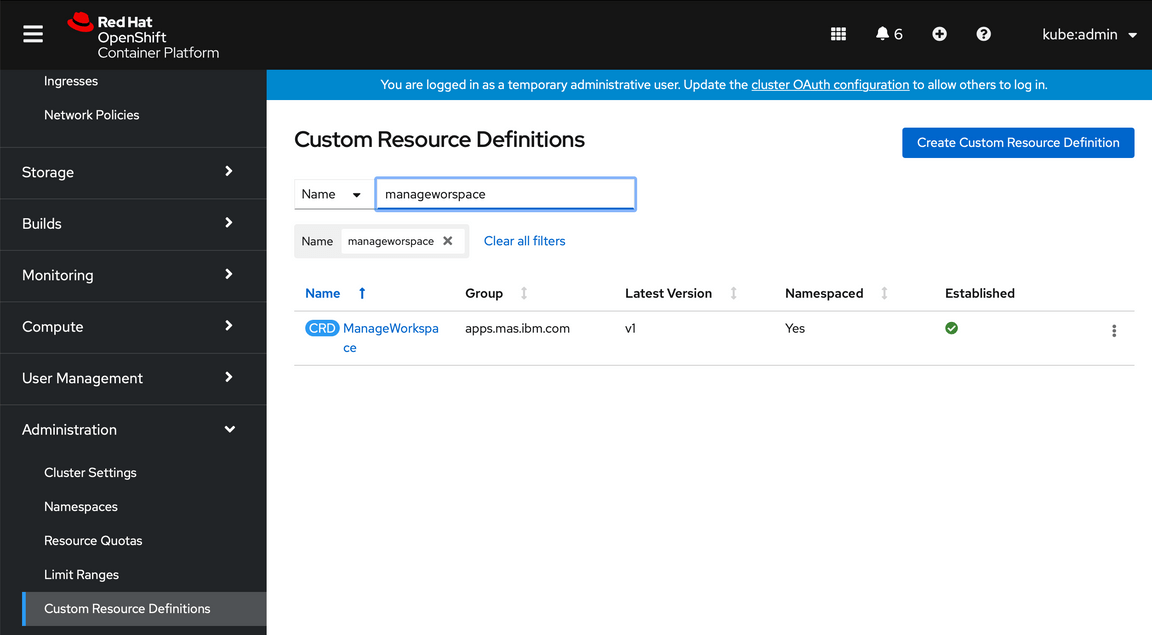 Red Hat
OpenShift
Container Platform
6
kube:admin
Ingresses
Network Policies
Storage
Builds
Monitoring
Compute
User Management
Administration
Cluster Settings
Namespaces
Resource Quotas
Limit Ranges
Custom Resource Definitions
You are logged in as a temporary administrative user. Update the cluster OAuth configuration to allow others to log in.
Custom Resource Definitions
Create Custom Resource Definition
Name manageworspace
Name manageworspace Clear all filters
Name Group Latest Version Namespaced Established
CRD ManageWorkspa apps.mas.ibm.com v1 Yes
ce